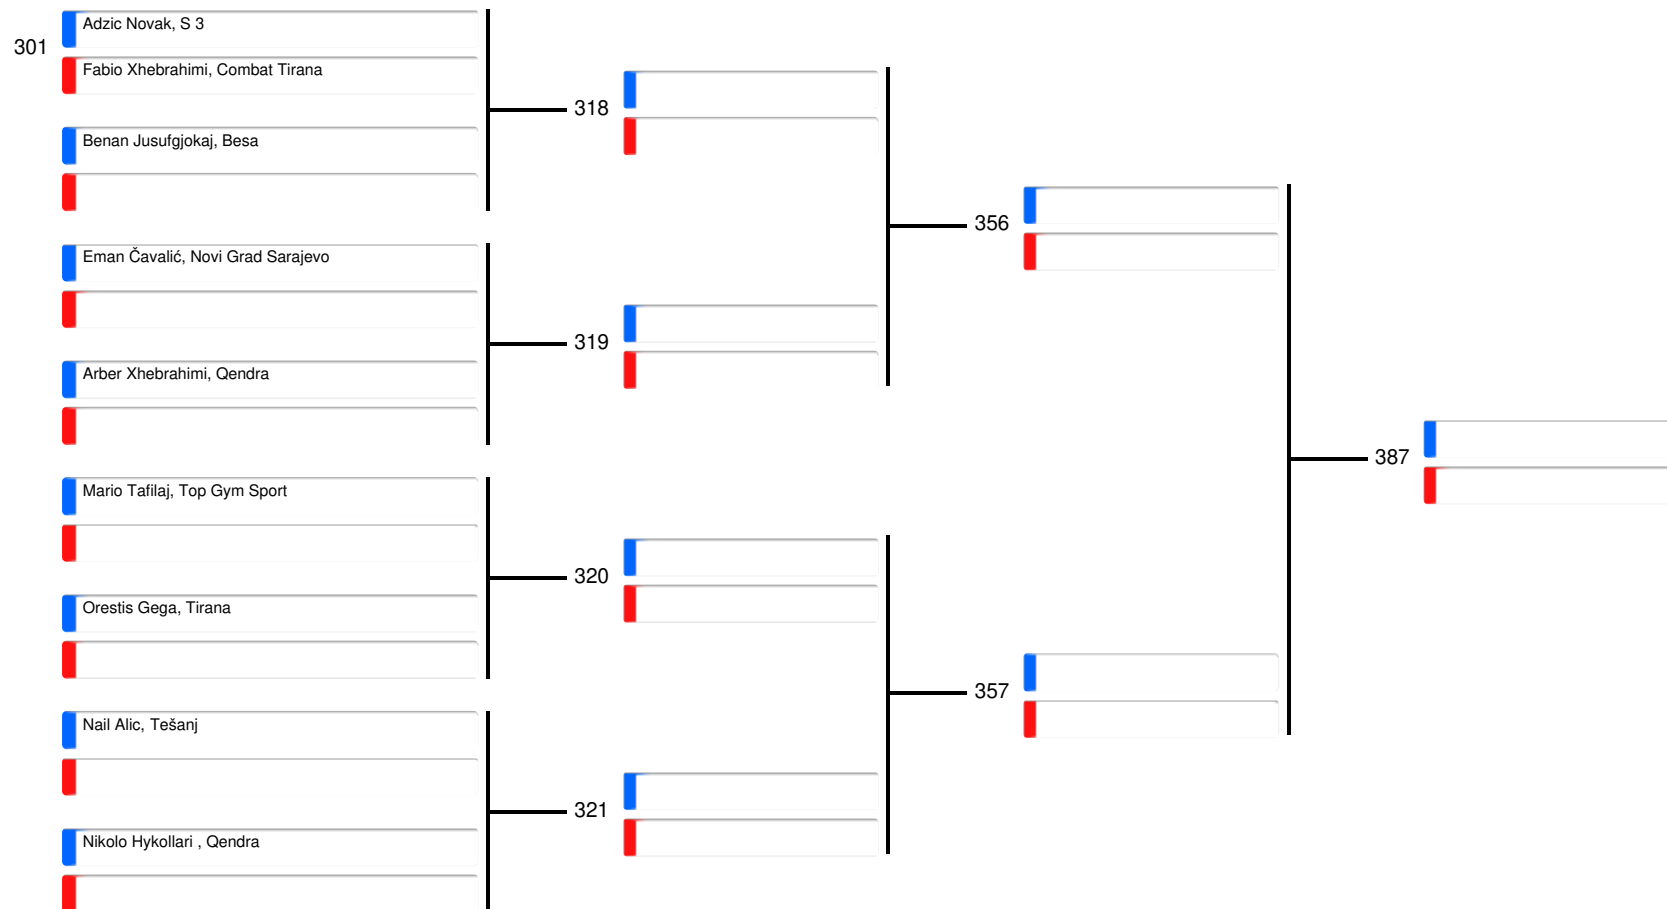 Adzic Novak, S 3
301
Fabio Xhebrahimi, Combat Tirana
318
Benan Jusufgjokaj, Besa
356
Eman Čavalić, Novi Grad Sarajevo
319
Arber Xhebrahimi, Qendra
387
Mario Tafilaj, Top Gym Sport
320
Orestis Gega, Tirana
357
Nail Alic, Tešanj
321
Nikolo Hykollari , Qendra